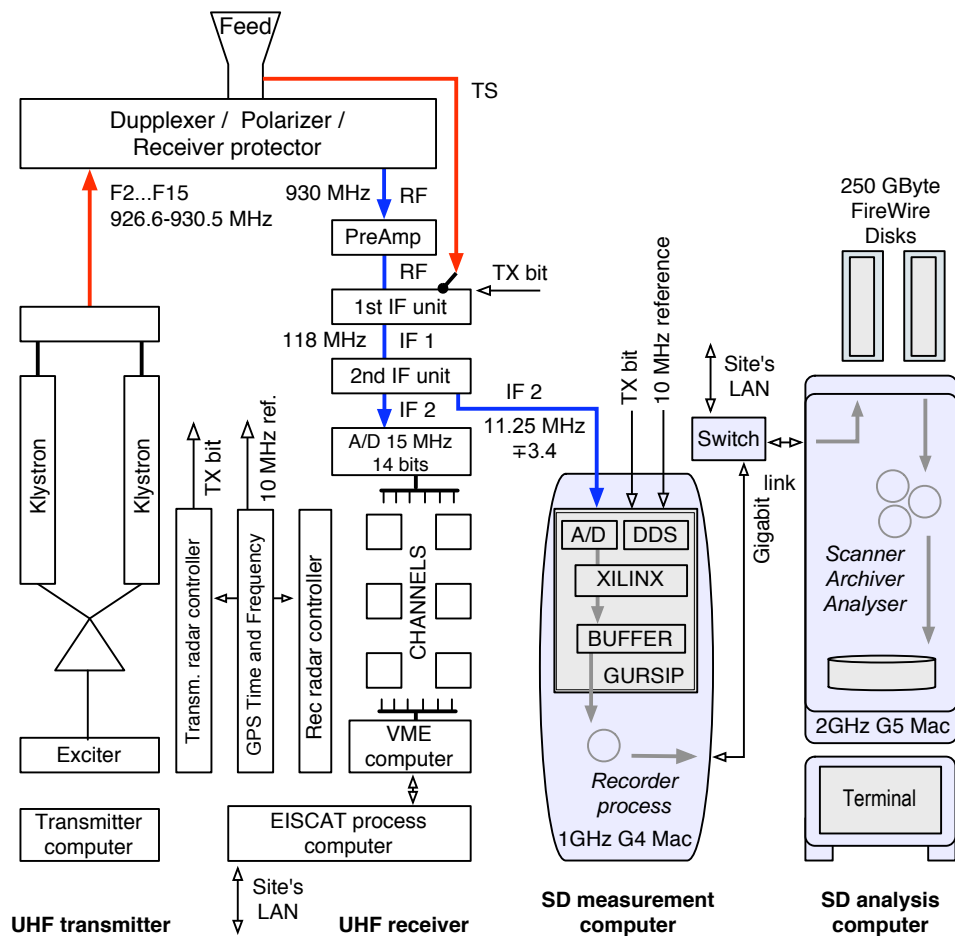 Feed
TS
Dupplexer / Polarizer /
Receiver protector
F2...F15
926.6-930.5 MHz
930 MHz
RF
PreAmp
RF
TX bit
1st IF unit
118 MHz
IF 1
2nd IF unit
IF 2
IF 2
11.25 MHz
∓3.4
A/D 15 MHz
14 bits
Klystron
Klystron
TX bit
10 MHz ref.
Transm. radar controller
GPS Time and Frequency
Rec radar controller
CHANNELS
Exciter
VME
computer
Transmitter
computer
EISCAT process
computer
Site's
LAN
UHF transmitter
UHF receiver
TX bit
10 MHz reference
A/D
DDS
XILINX
BUFFER
GURSIP
Recorder
process
1GHz G4 Mac
SD measurement
computer
Site's
LAN
Switch
Gigabit
link
250 GByte
FireWire
Disks
Scanner
Archiver
Analyser
2GHz G5 Mac
Terminal
SD analysis
computer